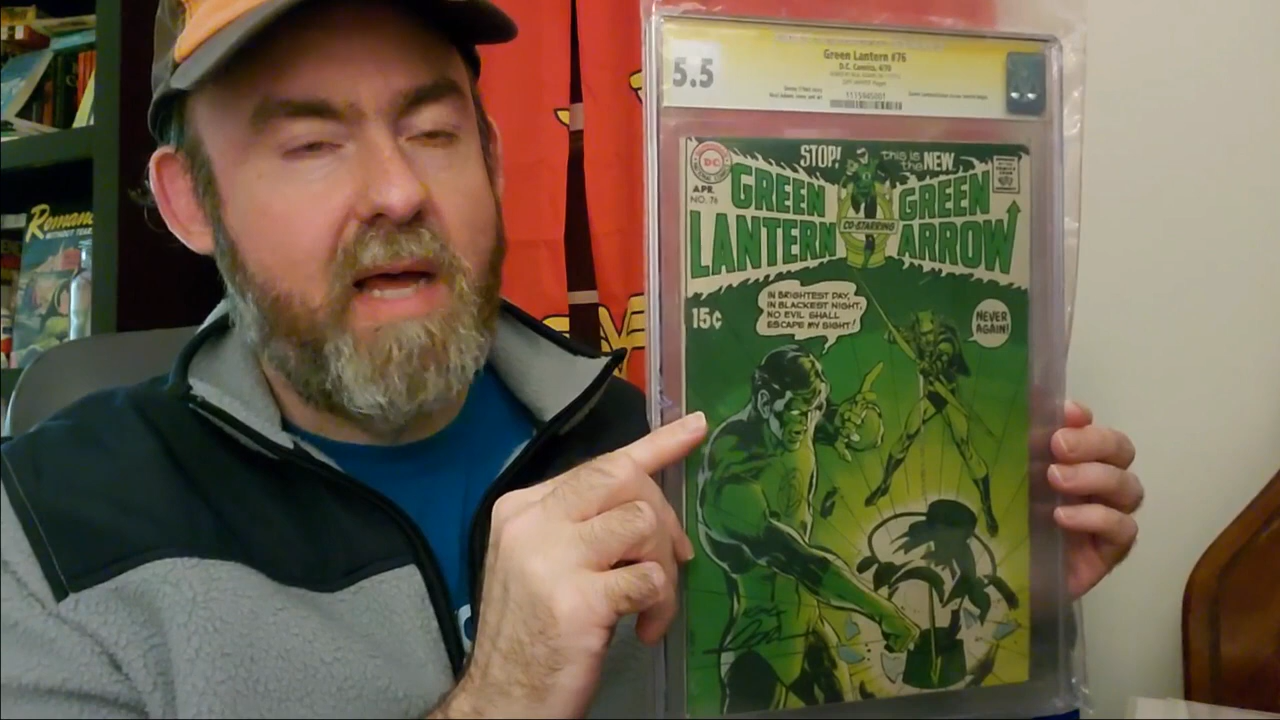 Green Lantern #76
D.C. Comics, 4/70
5.5
STOP!
this is
the NEW
DC
APR.
NO. 76
GREEN
LANTERN
CO-STARRING
GREEN
ARROW
15¢
IN BRIGHTEST DAY,
IN BLACKEST NIGHT,
NO EVIL SHALL
ESCAPE MY SIGHT!
NEVER
AGAIN!